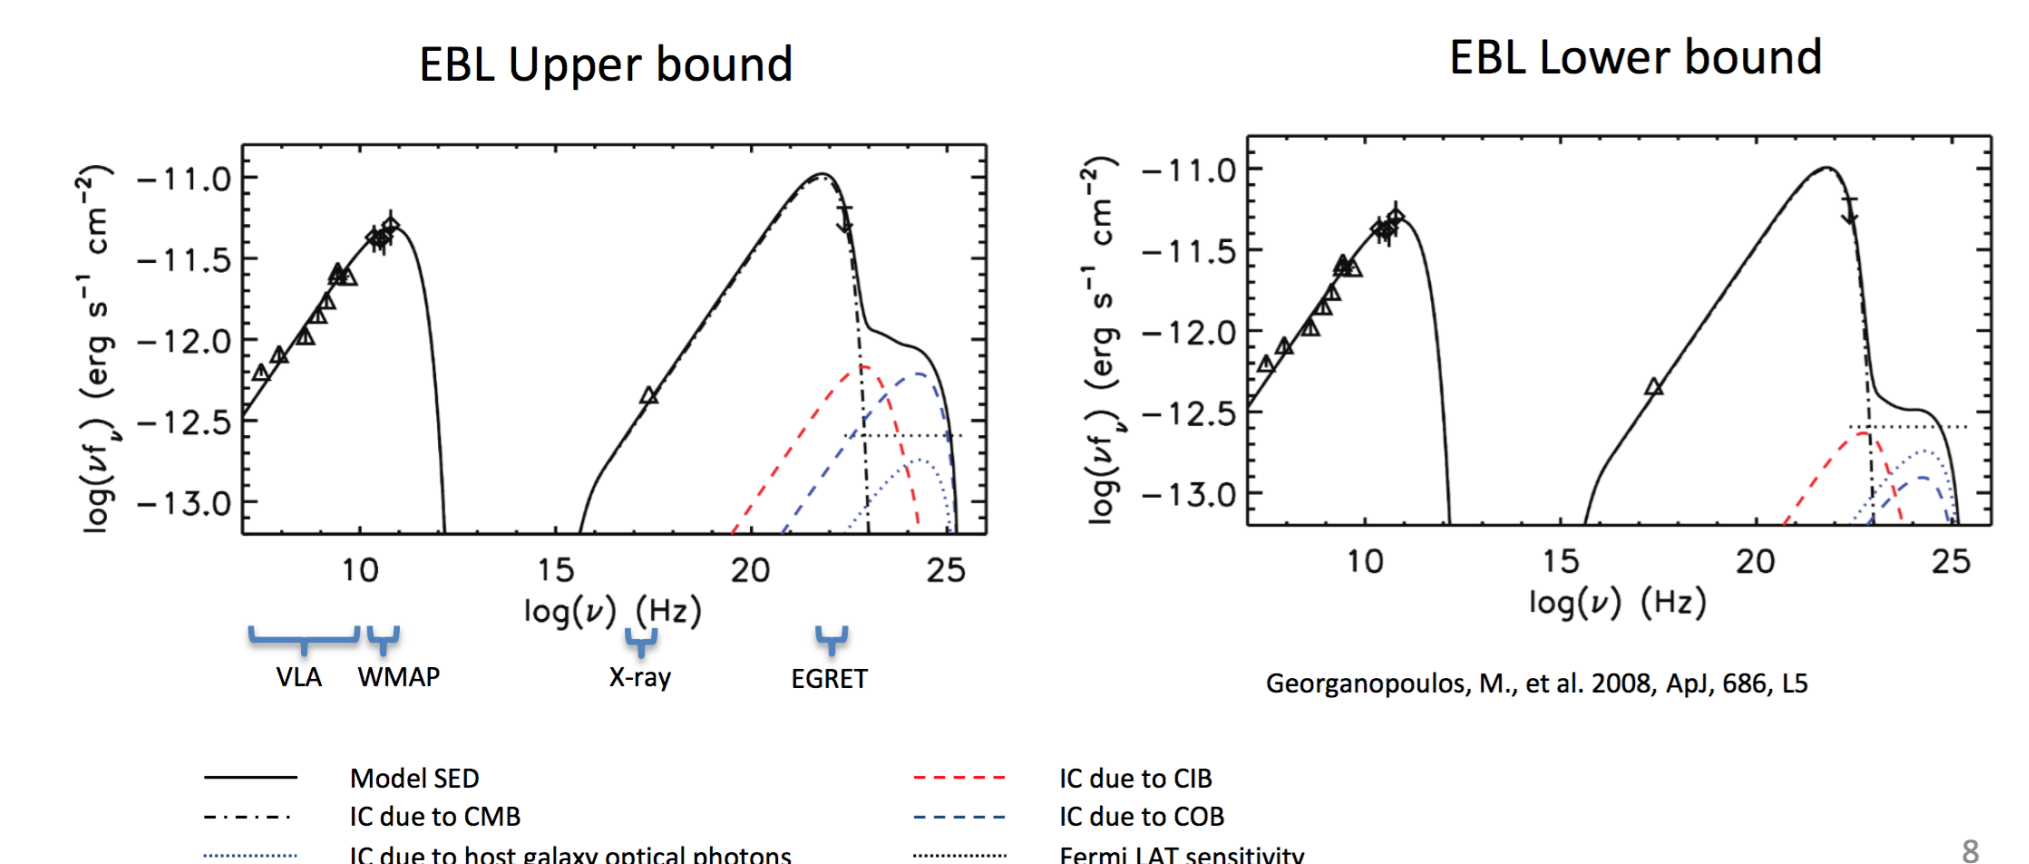 EBL Upper bound
EBL Lower bound
log(νfν) (erg s⁻¹ cm⁻²)
−11.0
−11.5
−12.0
−12.5
−13.0
10 15 20 25
log(ν) (Hz)
VLA WMAP X-ray EGRET
log(νfν) (erg s⁻¹ cm⁻²)
−11.0
−11.5
−12.0
−12.5
−13.0
10 15 20 25
log(ν) (Hz)
Georganopoulos, M., et al. 2008, ApJ, 686, L5
Model SED
IC due to CMB
IC due to host galaxy optical photons
IC due to CIB
IC due to COB
Fermi LAT sensitivity
8